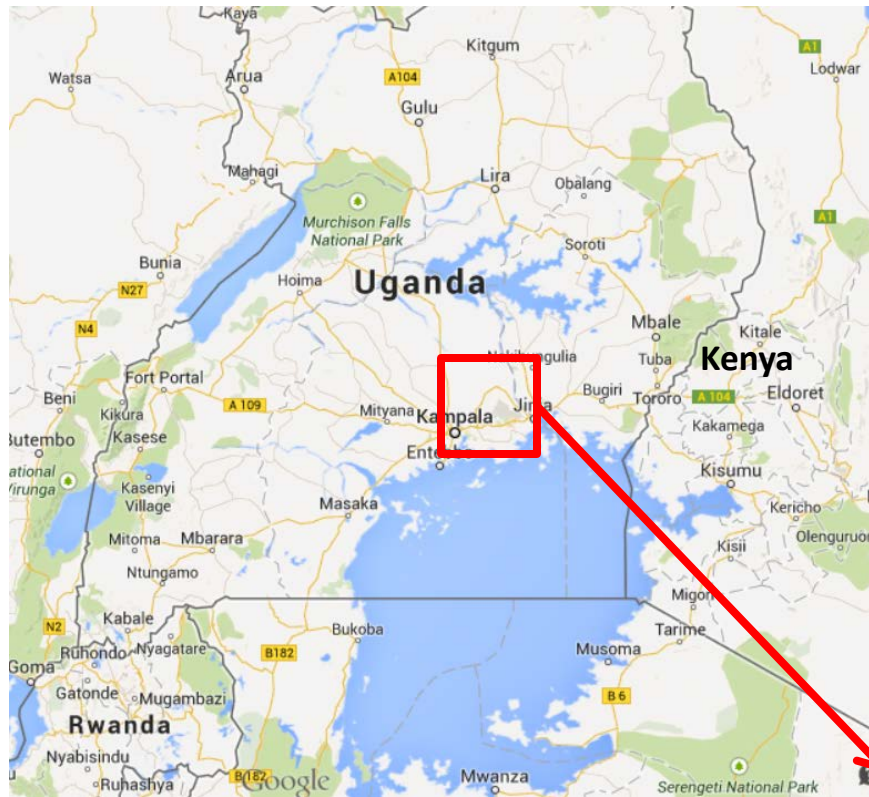 Kaya
Kitgum
A1
Watsa
Arua
A104
Lodwar
Gulu
Mahagi
Lira
Obalang
Murchison Falls
National Park
A1
Soroti
Bunia
N27
Hoima
Uganda
N4
Mbale
Kitale
Tuba
Kenya
Fort Portal
Beni
A 109
Mityana
Kampala
Jinja
Bugiri
Tororo
A 104
Eldoret
Kikura
Butembo
Kasese
Kakamega
Entebbe
Kisumu
Kasenyi
Village
Masaka
Kericho
Mitoma
Mbarara
Kisii
Ntungamo
Migori
N2
Kabale
Bukoba
Tarime
Ruhondo
Nyagatare
B182
Musoma
Goma
Gatonde
Mugambazi
B 6
Rwanda
Nyabisindu
Ruhashya
B182
Google
Mwanza
Serengeti National Park